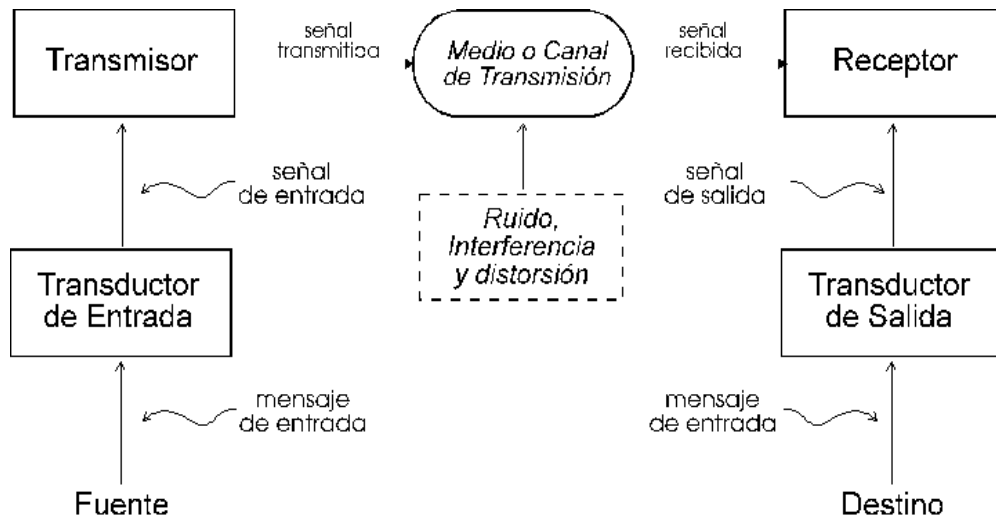 Transmisor
señal
transmitica
Medio o Canal
de Transmisión
señal
recibida
Receptor
señal
de entrada
Ruido,
Interferencia
y distorsión
señal
de salida
Transductor
de Entrada
Transductor
de Salida
mensaje
de entrada
mensaje
de entrada
Fuente
Destino